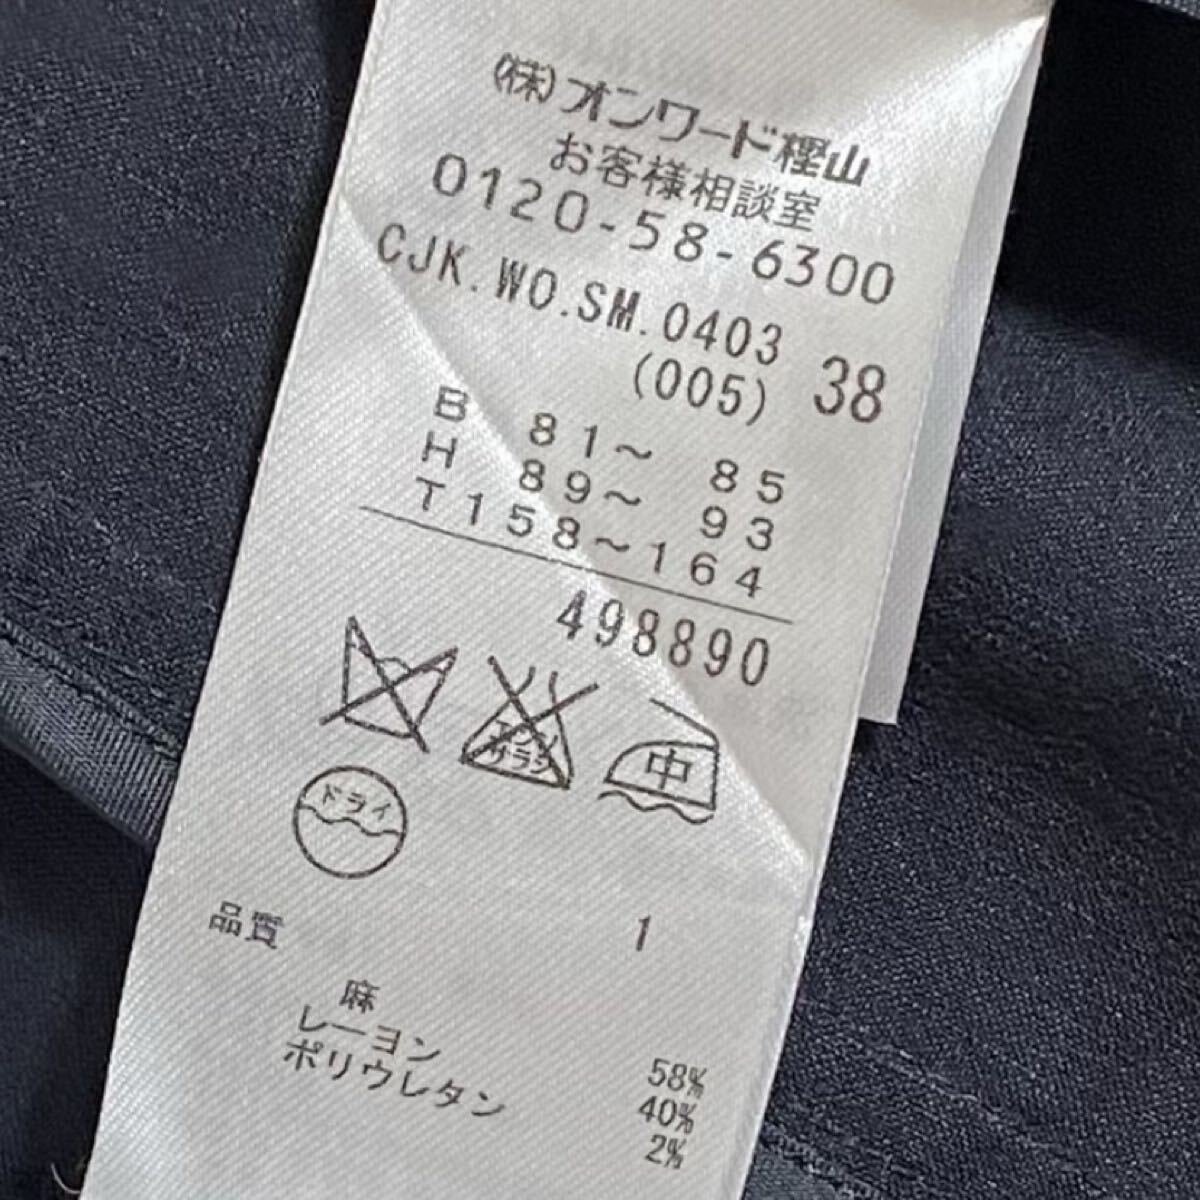 (株)オンワード樫山
お客様相談室
0120-58-6300
CJK.WO.SM.0403
(005)
38
B 81～ 85
H 89～ 93
T158～164
498890
エンソ
サラシ
中
ドライ
品質 1
麻 58%
レーヨン 40%
ポリウレタン 2%